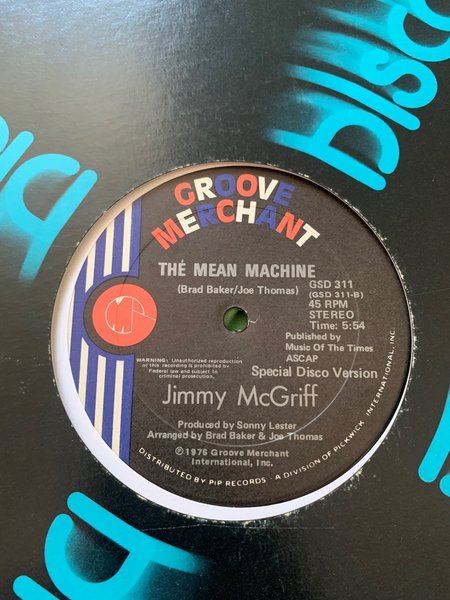 Disco
GROOVE
MERCHANT
THE MEAN MACHINE
(Brad Baker/Joe Thomas)
GSD 311
(GSD 311-B)
45 RPM
STEREO
Time: 5:54
Published by
Music Of The Times
ASCAP
WARNING: Unauthorized reproduction
of this recording is prohibited by
Federal law and subject to
criminal prosecution.
Special Disco Version
Jimmy McGriff
Produced by Sonny Lester
Arranged by Brad Baker & Joe Thomas
Ⓟ©1976 Groove Merchant
International, Inc.
DISTRIBUTED BY PIP RECORDS · A DIVISION OF PICKWICK INTERNATIONAL, INC.